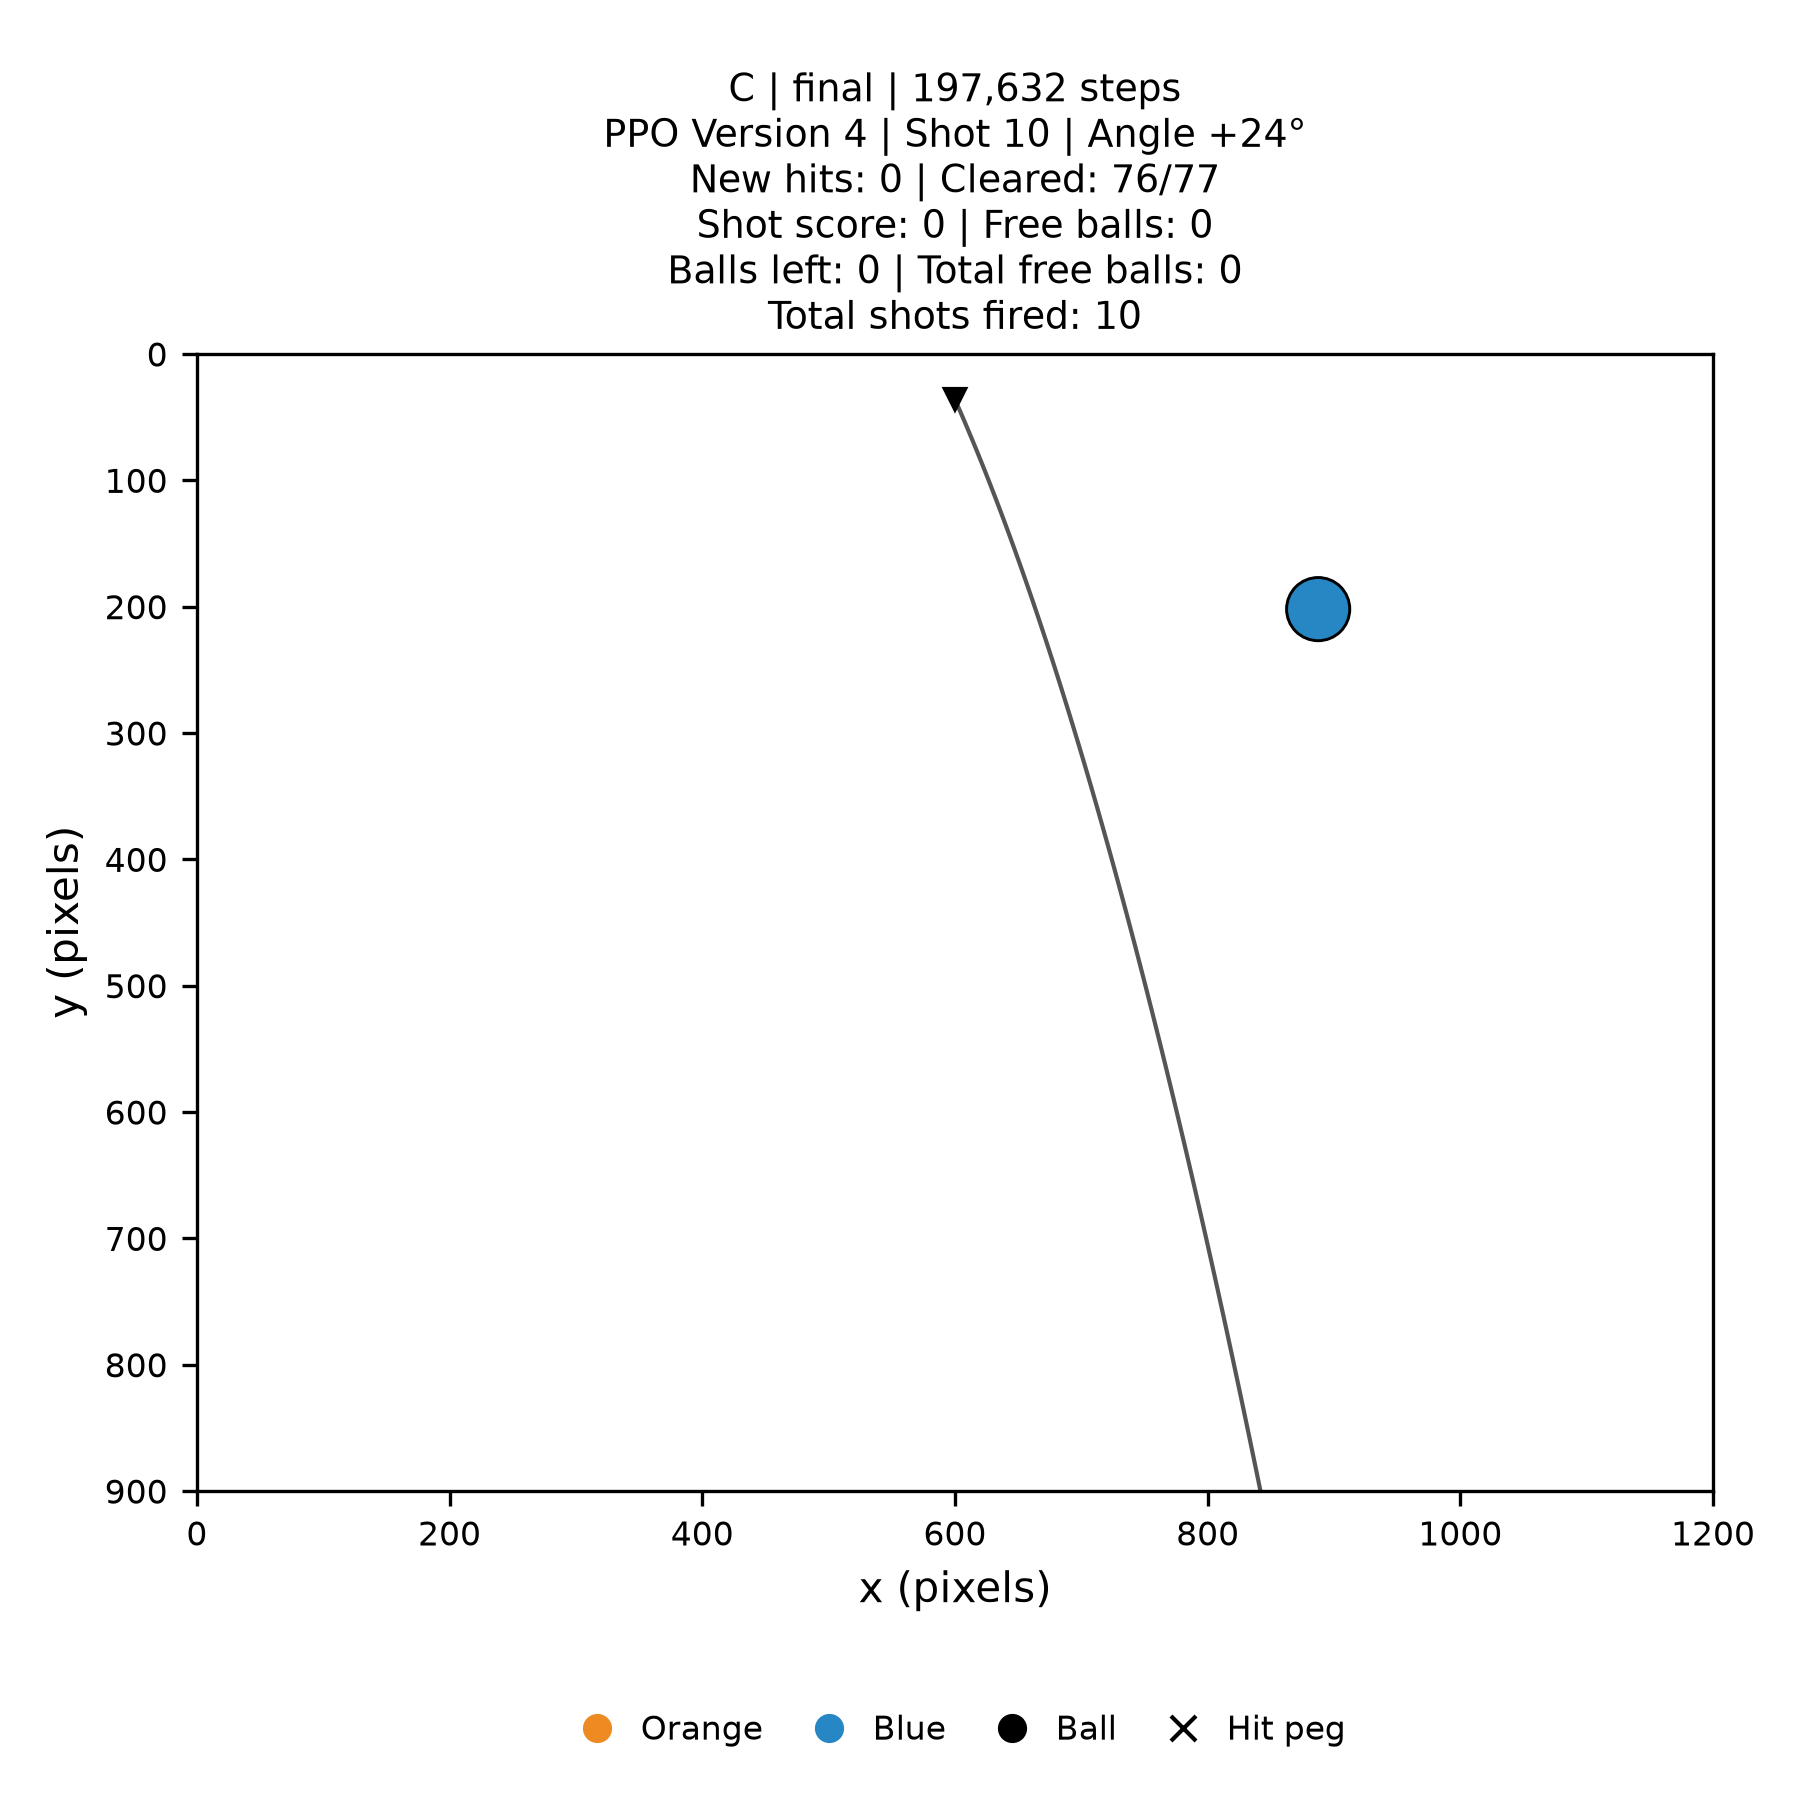 C | final | 197,632 steps
PPO Version 4 | Shot 10 | Angle +24°
New hits: 0 | Cleared: 76/77
Shot score: 0 | Free balls: 0
Balls left: 0 | Total free balls: 0
Total shots fired: 10
0
100
200
300
400
500
600
700
800
900
y (pixels)
0 200 400 600 800 1000 1200
x (pixels)
Orange Blue Ball Hit peg